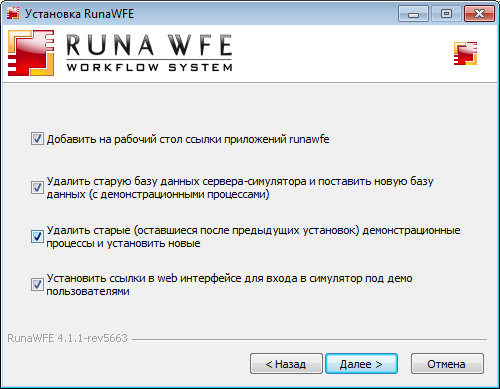 Установка RunaWFE
RUNA WFE
WORKFLOW SYSTEM
Добавить на рабочий стол ссылки приложений runawfe
Удалить старую базу данных сервера-симулятора и поставить новую базу
данных (с демонстрационными процессами)
Удалить старые (оставшиеся после предыдущих установок) демонстрационные
процессы и установить новые
Установить ссылки в web интерфейсе для входа в симулятор под демо
пользователями
RunaWFE 4.1.1-rev5663
< Назад
Далее >
Отмена